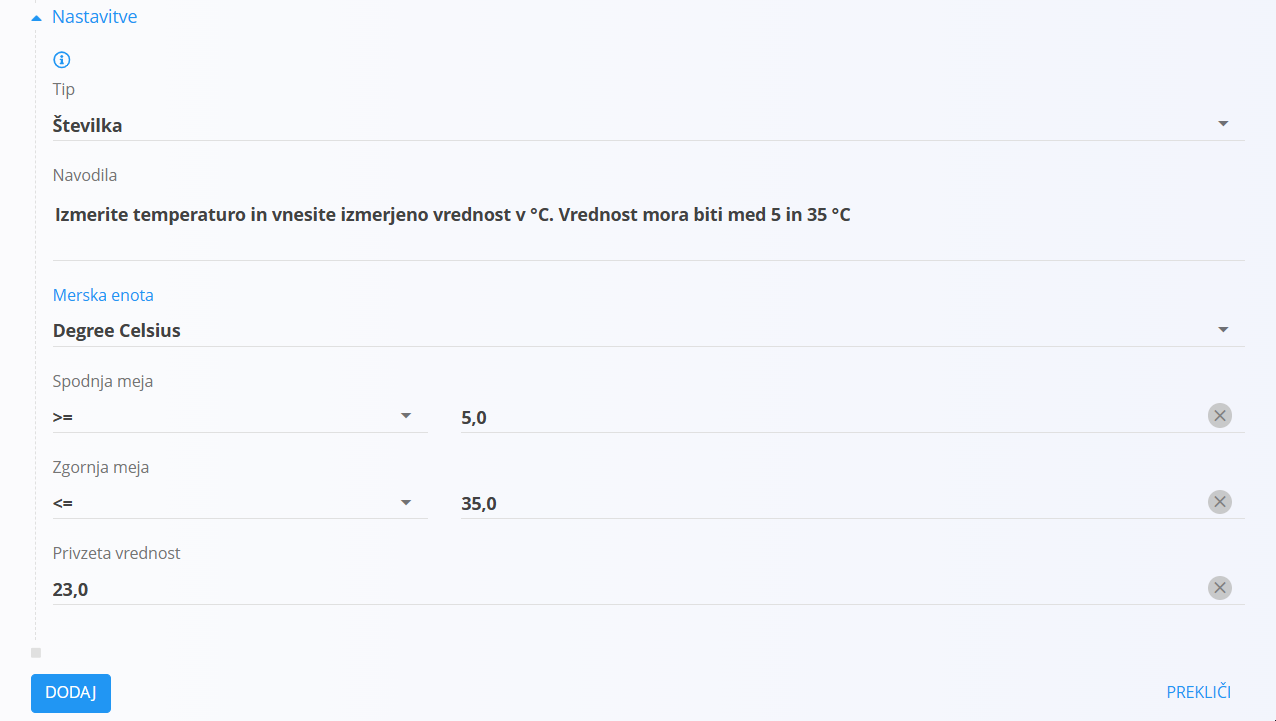 Nastavitve
Tip
Številka
Navodila
Izmerite temperaturo in vnesite izmerjeno vrednost v °C. Vrednost mora biti med 5 in 35 °C
Merska enota
Degree Celsius
Spodnja meja
>= 5,0
Zgornja meja
<= 35,0
Privzeta vrednost
23,0
DODAJ PREKLIČI